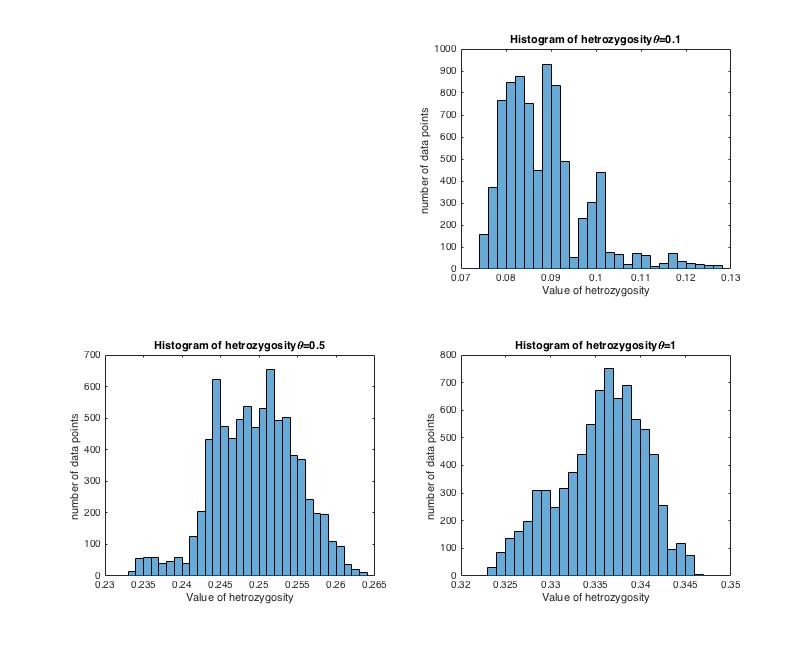 Histogram of hetrozygosityθ=0.1
number of data points
1000
900
800
700
600
500
400
300
200
100
0
0.07 0.08 0.09 0.1 0.11 0.12 0.13
Value of hetrozygosity
Histogram of hetrozygosityθ=0.5
number of data points
700
600
500
400
300
200
100
0
0.23 0.235 0.24 0.245 0.25 0.255 0.26 0.265
Value of hetrozygosity
Histogram of hetrozygosityθ=1
number of data points
800
700
600
500
400
300
200
100
0
0.32 0.325 0.33 0.335 0.34 0.345 0.35
Value of hetrozygosity